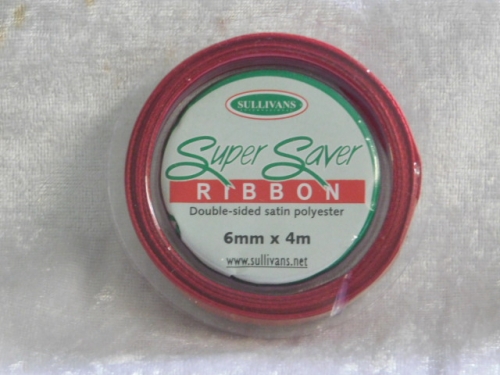 SULLIVANS
Super Saver
RIBBON
Double-sided satin polyester
6mm x 4m
www.sullivans.net